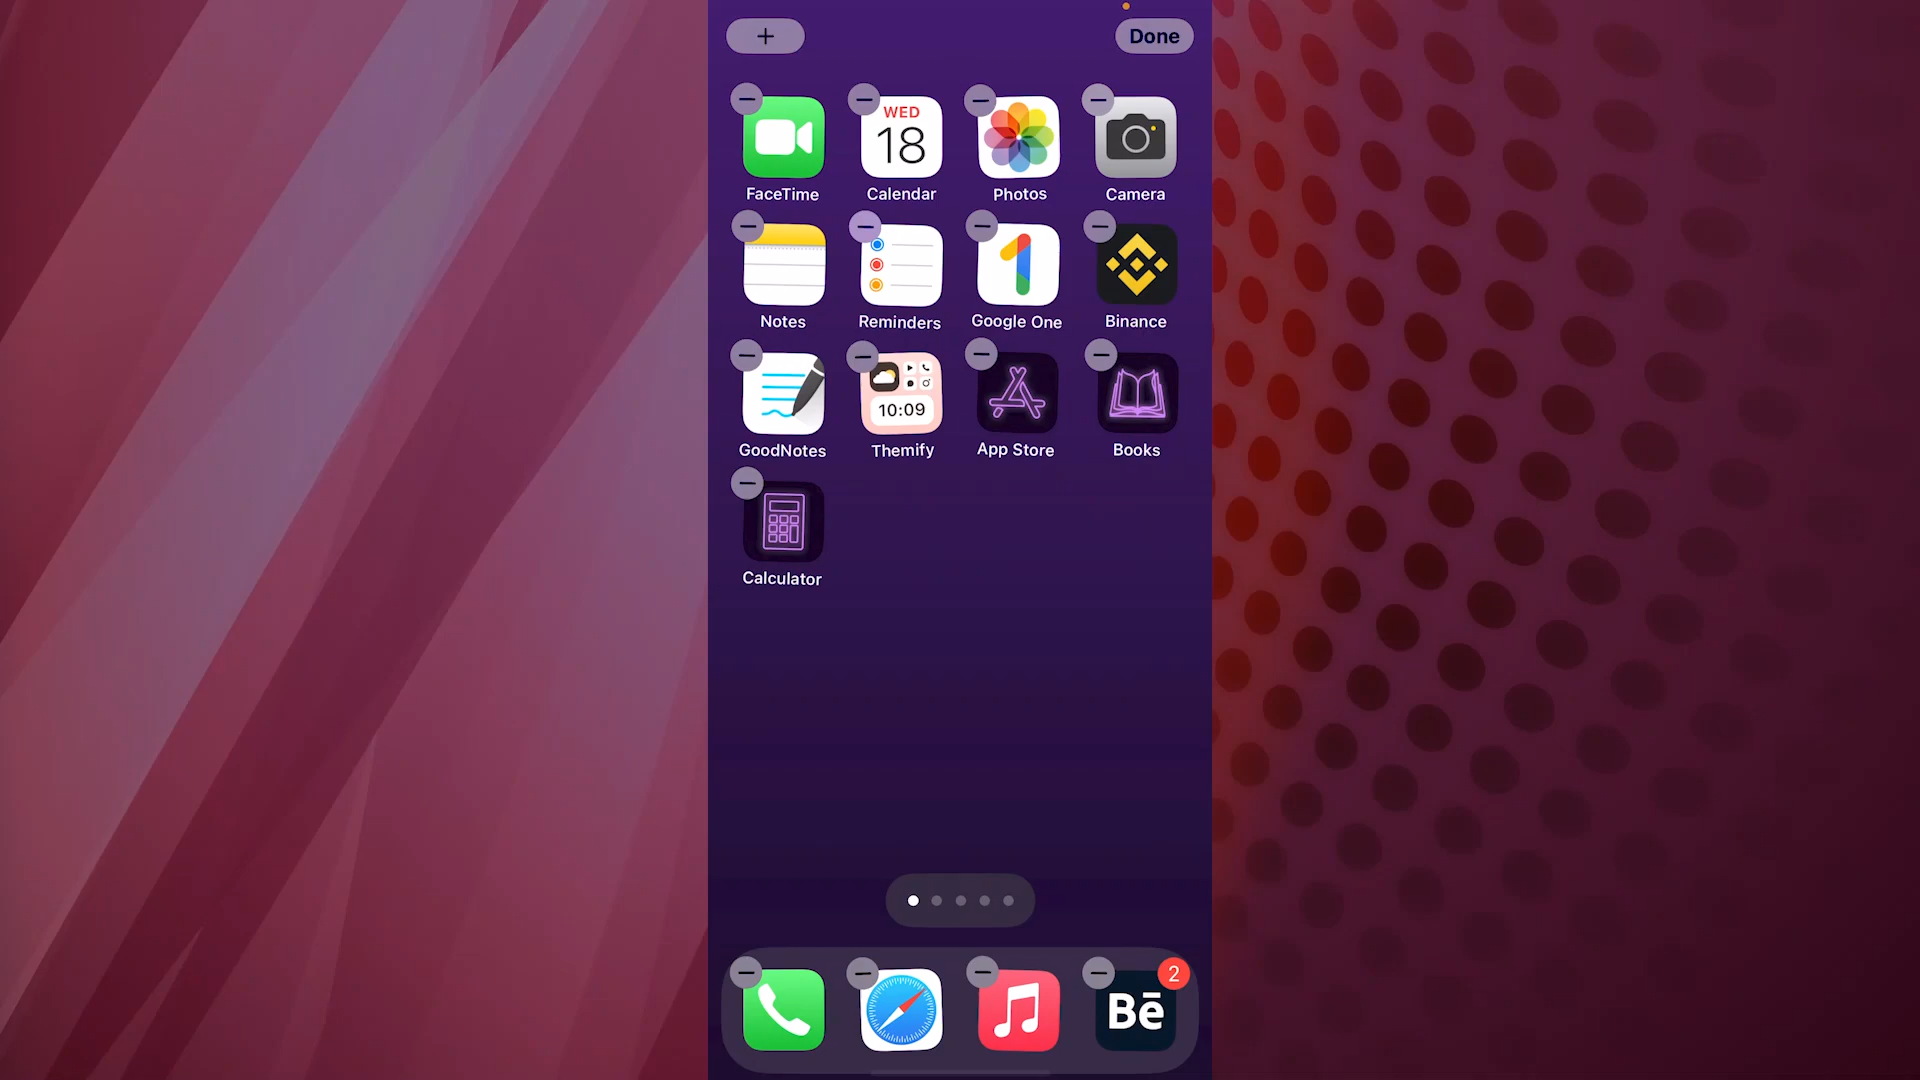 + Done
WED
18
FaceTime Calendar Photos Camera
1
Notes Reminders Google One Binance
10:09
GoodNotes Themify App Store Books
Calculator
2
Bē